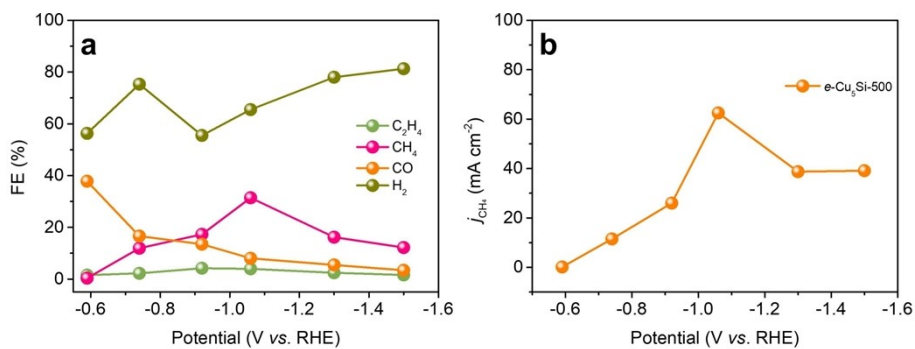 a
100
80
60
40
20
0
FE (%)
C₂H₄
CH₄
CO
H₂
-0.6 -0.8 -1.0 -1.2 -1.4 -1.6
Potential (V vs. RHE)
b
100
80
60
40
20
0
j CH₄ (mA cm⁻²)
e-Cu₅Si-500
-0.6 -0.8 -1.0 -1.2 -1.4 -1.6
Potential (V vs. RHE)